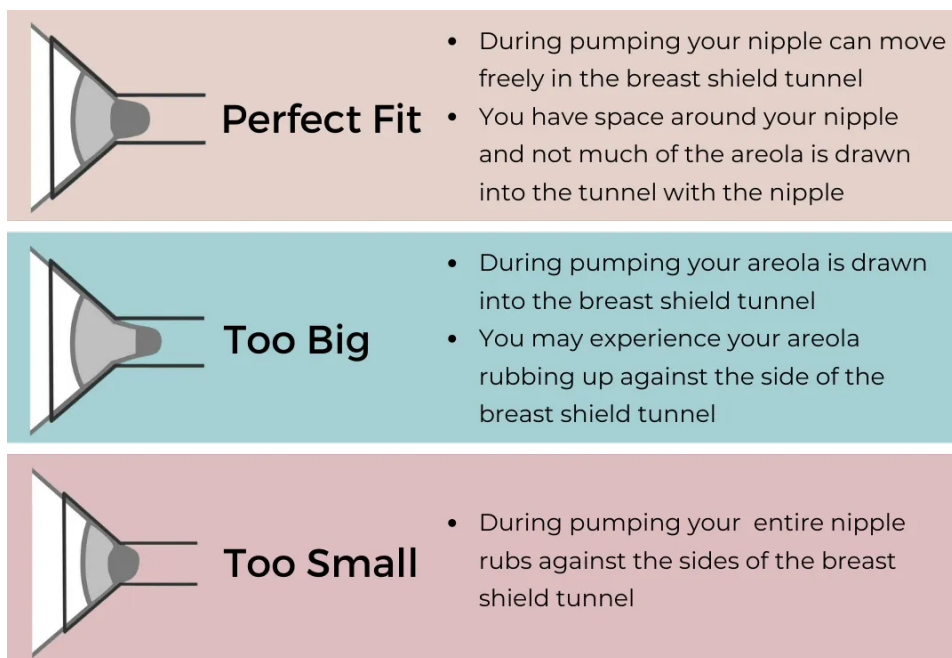 Perfect Fit
• During pumping your nipple can move
freely in the breast shield tunnel
• You have space around your nipple
and not much of the areola is drawn
into the tunnel with the nipple
Too Big
• During pumping your areola is drawn
into the breast shield tunnel
• You may experience your areola
rubbing up against the side of the
breast shield tunnel
Too Small
• During pumping your entire nipple
rubs against the sides of the breast
shield tunnel